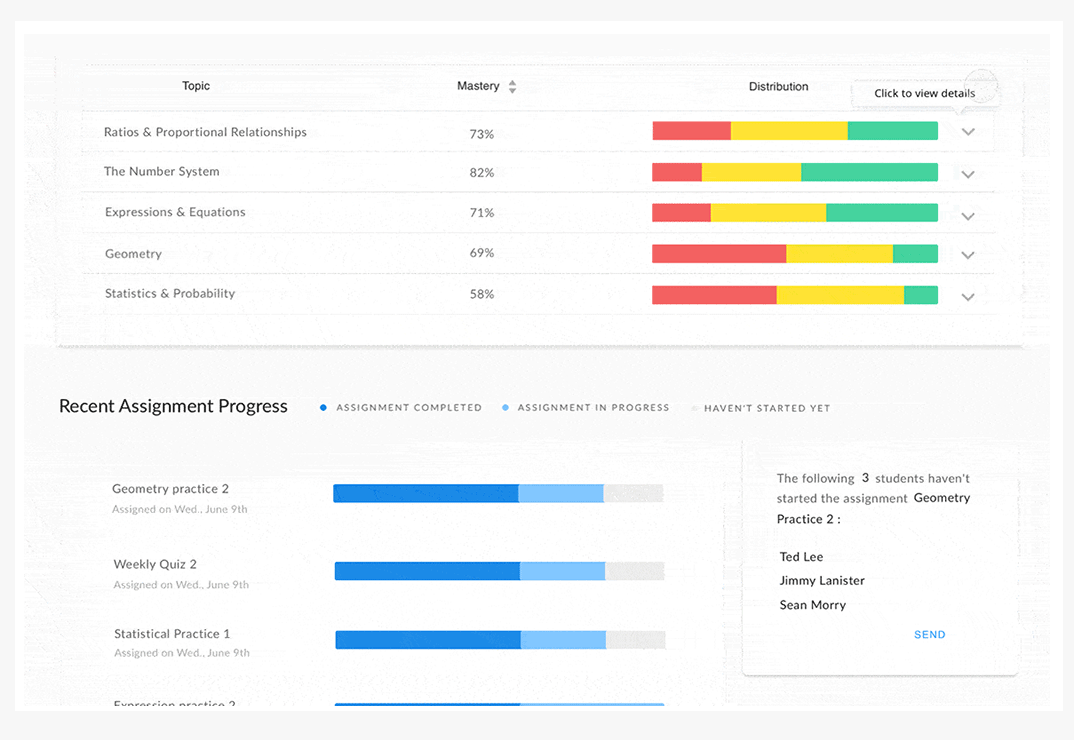 Topic Mastery Distribution
Click to view details
Ratios & Proportional Relationships 73%
The Number System 82%
Expressions & Equations 71%
Geometry 69%
Statistics & Probability 58%
Recent Assignment Progress ASSIGNMENT COMPLETED ASSIGNMENT IN PROGRESS HAVEN'T STARTED YET
Geometry practice 2
Assigned on Wed., June 9th
Weekly Quiz 2
Assigned on Wed., June 9th
Statistical Practice 1
Assigned on Wed., June 9th
Expression practice 2
The following 3 students haven't
started the assignment Geometry
Practice 2 :
Ted Lee
Jimmy Lanister
Sean Morry
SEND